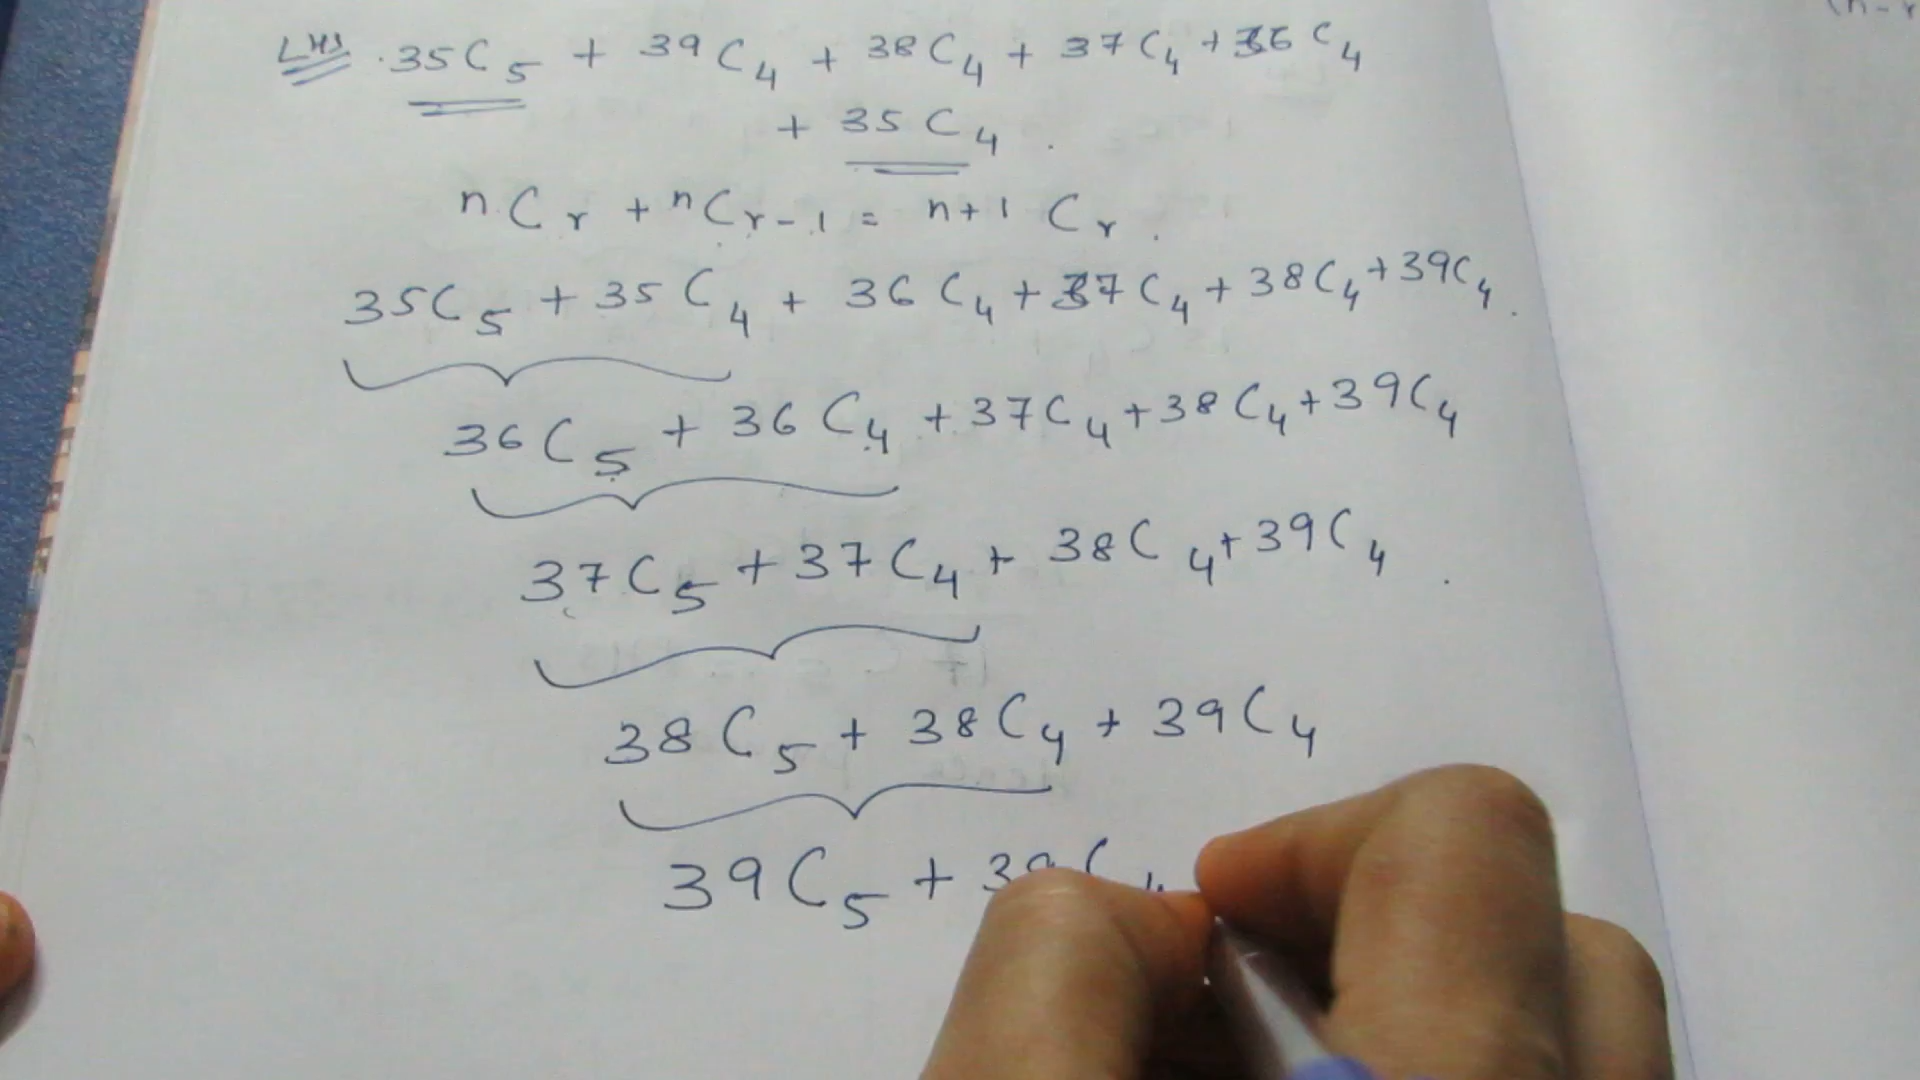 LHS 35C5 + 39C4 + 38C4 + 37C4 + 36C4
+ 35C4.
nCr + nCr-1 = n+1Cr.
35C5 + 35C4 + 36C4 + 37C4 + 38C4 + 39C4.
36C5 + 36C4 + 37C4 + 38C4 + 39C4
37C5 + 37C4 + 38C4 + 39C4
38C5 + 38C4 + 39C4
39C5 + 39C4